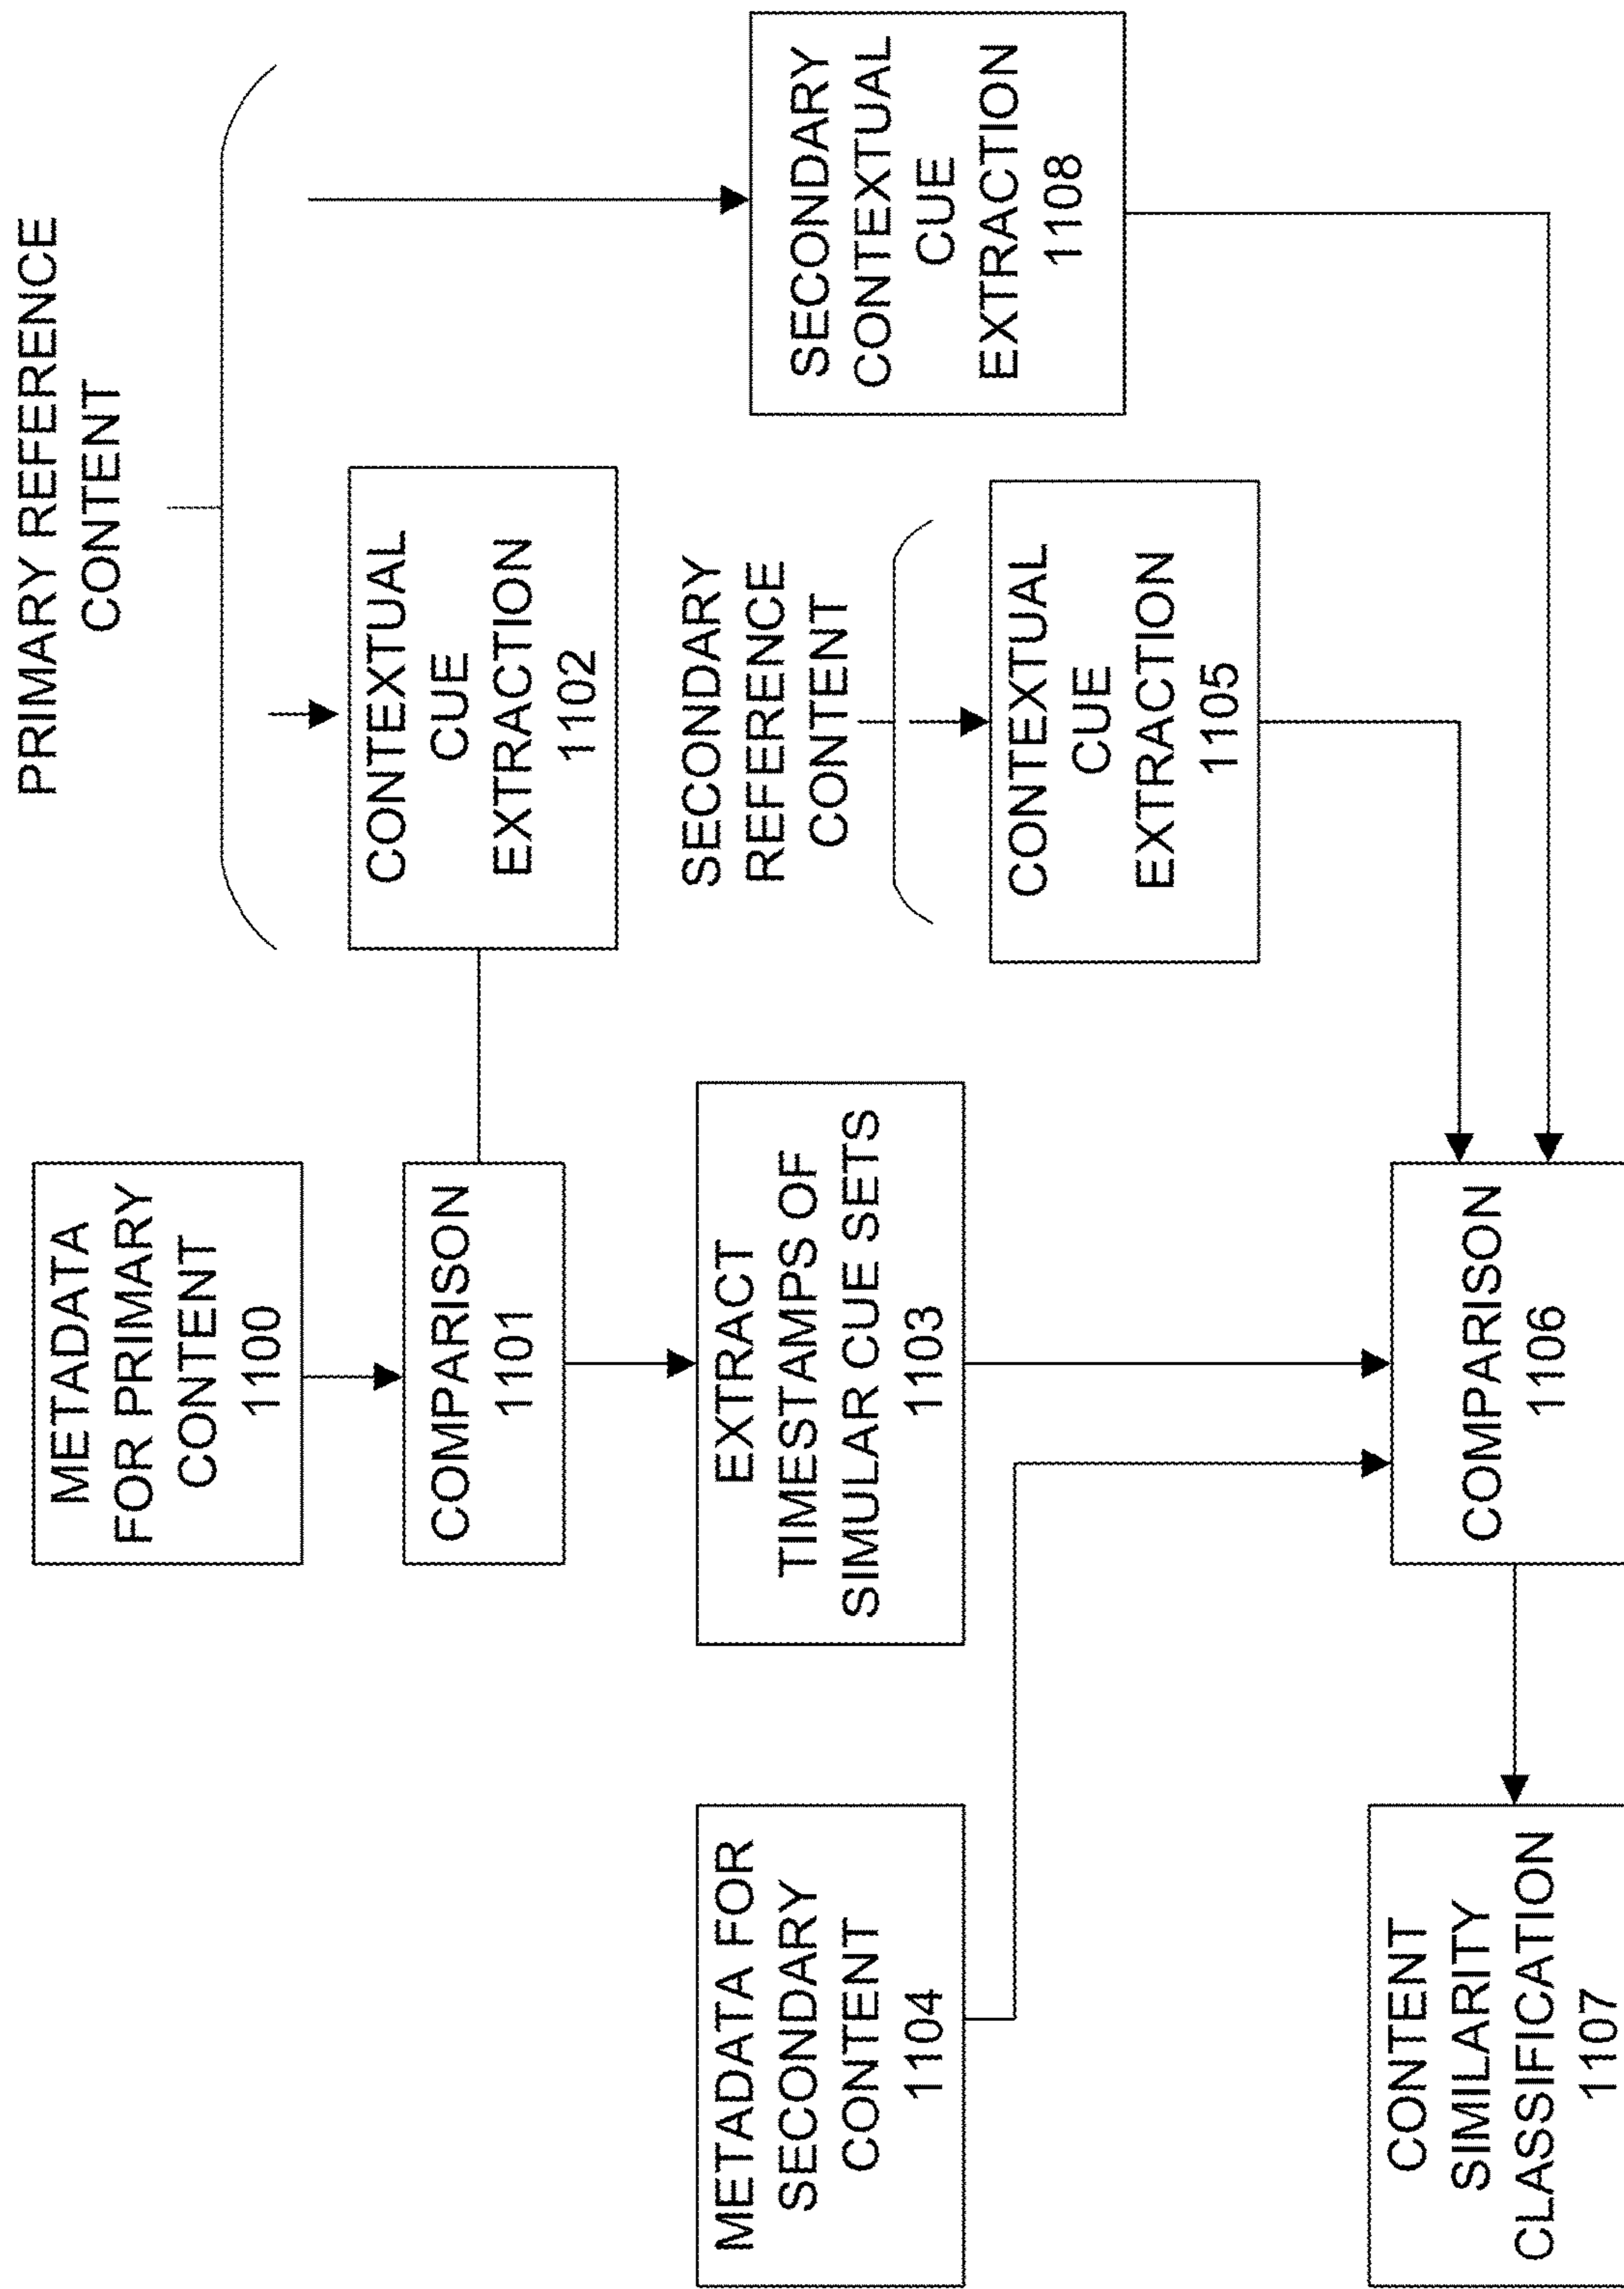 PRIMARY REFERENCE
CONTENT
METADATA
FOR PRIMARY
CONTENT
1100
COMPARISON
1101
CONTEXTUAL
CUE
EXTRACTION
1102
EXTRACT
TIMESTAMPS OF
SIMULAR CUE SETS
1103
METADATA FOR
SECONDARY
CONTENT
1104
SECONDARY
REFERENCE
CONTENT
CONTEXTUAL
CUE
EXTRACTION
1105
SECONDARY
CONTEXTUAL
CUE
EXTRACTION
1108
COMPARISON
1106
CONTENT
SIMILARITY
CLASSIFICATION
1107